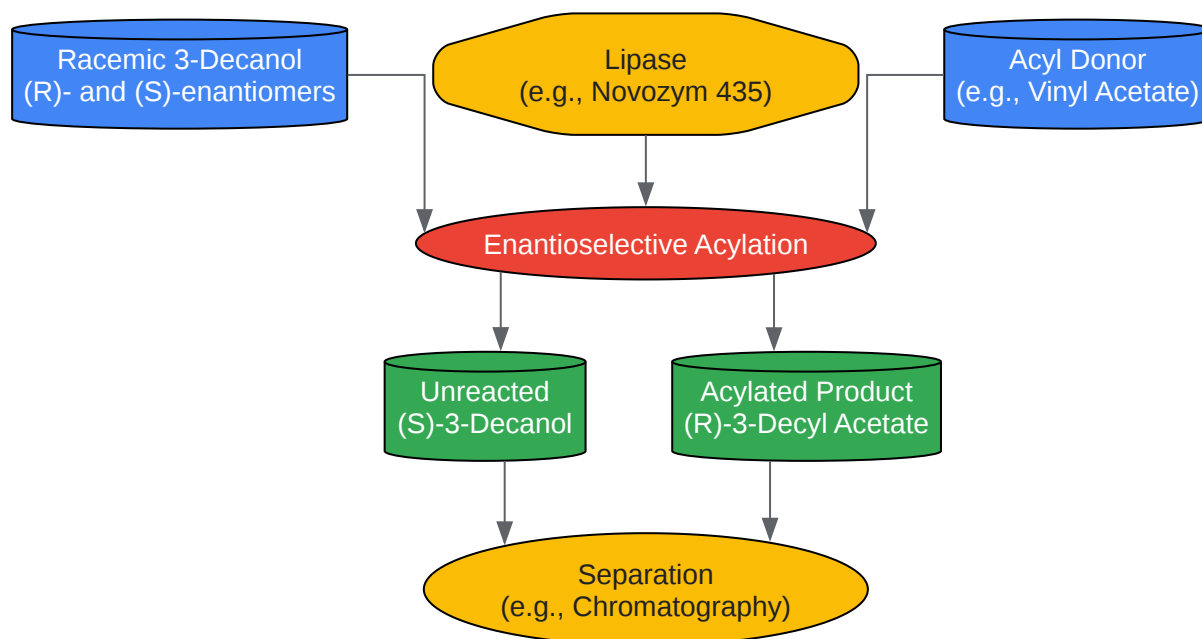 Racemic 3-Decanol
(R)- and (S)-enantiomers
Lipase
(e.g., Novozym 435)
Acyl Donor
(e.g., Vinyl Acetate)
Enantioselective Acylation
Unreacted
(S)-3-Decanol
Acylated Product
(R)-3-Decyl Acetate
Separation
(e.g., Chromatography)